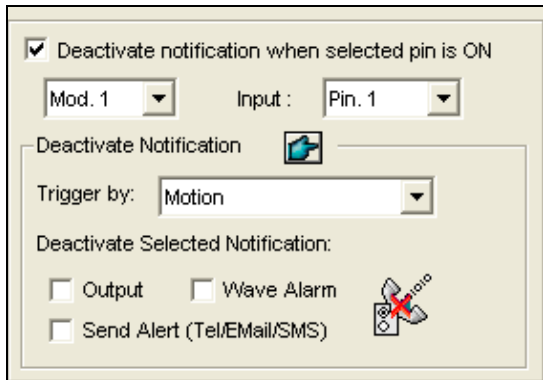 Deactivate notification when selected pin is ON
Mod. 1 Input : Pin. 1
Deactivate Notification
Trigger by: Motion
Deactivate Selected Notification:
Output Wave Alarm
Send Alert (Tel/EMail/SMS)